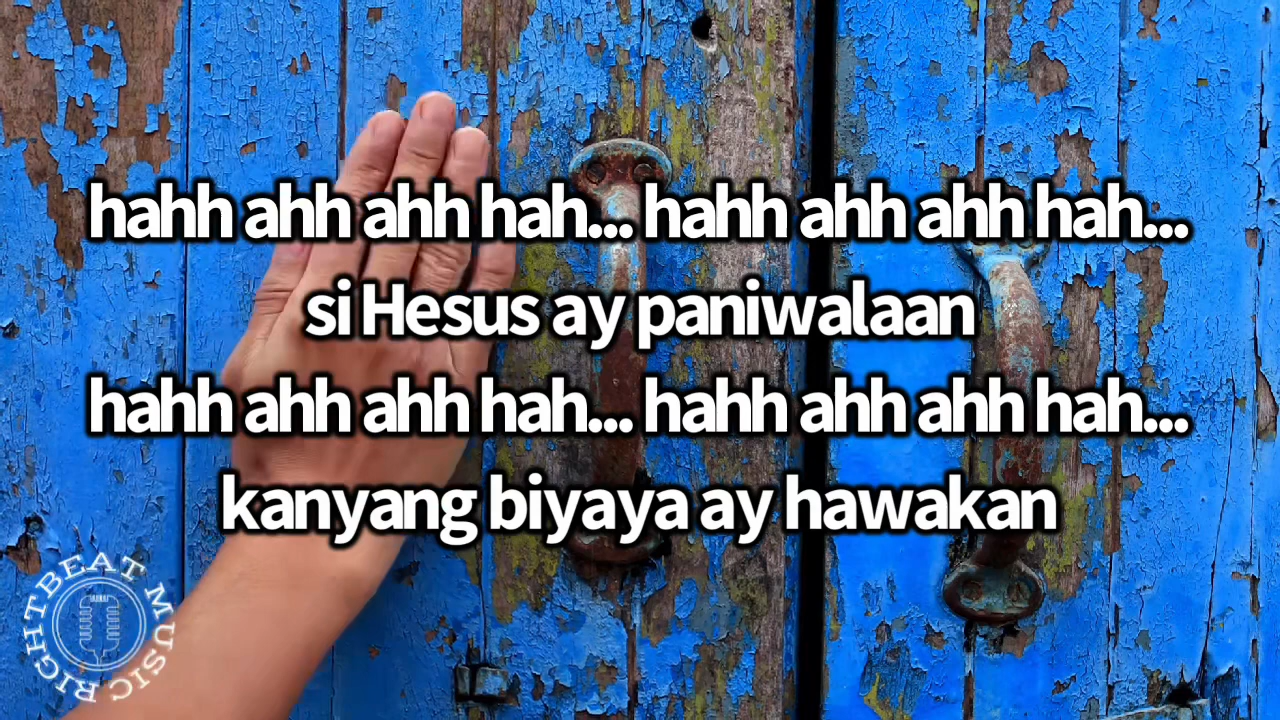 hahh ahh ahh hah... hahh ahh ahh hah...
si Hesus ay paniwalaan
hahh ahh ahh hah... hahh ahh ahh hah...
kanyang biyaya ay hawakan
RIGHTBEAT MUSIC